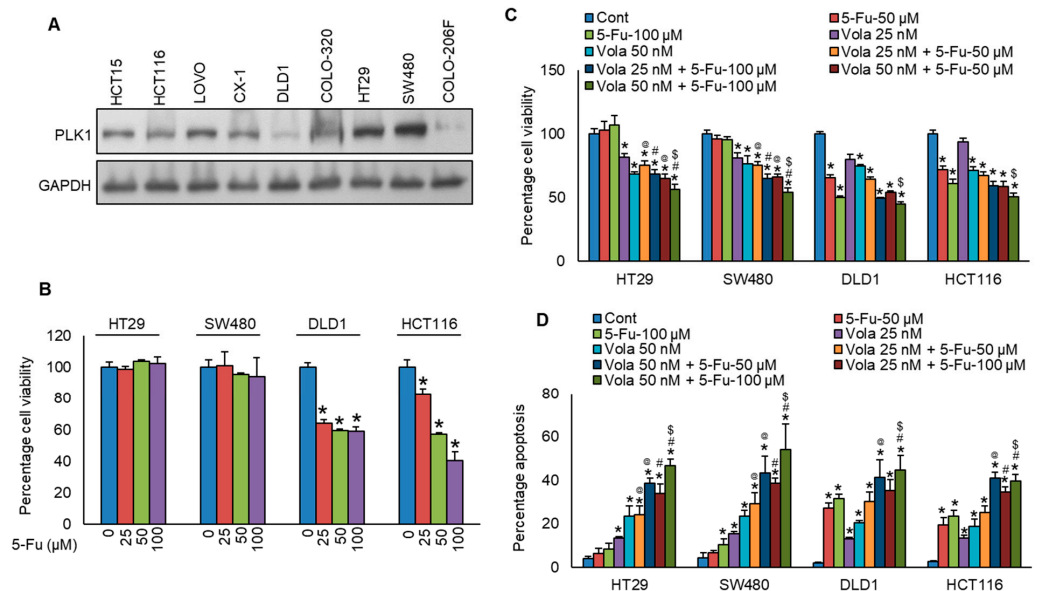 A
HCT15
HCT116
LOVO
CX-1
DLD1
COLO-320
HT29
SW480
COLO-206F
PLK1
GAPDH
B
HT29 SW480 DLD1 HCT116
Percentage cell viability
120
100
80
60
40
20
0
* * * * * *
5-Fu (µM) 0 25 50 100 0 25 50 100 0 25 50 100 0 25 50 100
C
Cont
5-Fu-50 µM
5-Fu-100 µM
Vola 25 nM
Vola 50 nM
Vola 25 nM + 5-Fu-50 µM
Vola 25 nM + 5-Fu-100 µM
Vola 50 nM + 5-Fu-50 µM
Vola 50 nM + 5-Fu-100 µM
Percentage cell viability
150
100
50
0
HT29 SW480 DLD1 HCT116
D
Cont
5-Fu-50 µM
5-Fu-100 µM
Vola 25 nM
Vola 50 nM
Vola 25 nM + 5-Fu-50 µM
Vola 50 nM + 5-Fu-50 µM
Vola 25 nM + 5-Fu-100 µM
Vola 50 nM + 5-Fu-100 µM
Percentage apoptosis
80
60
40
20
0
HT29 SW480 DLD1 HCT116